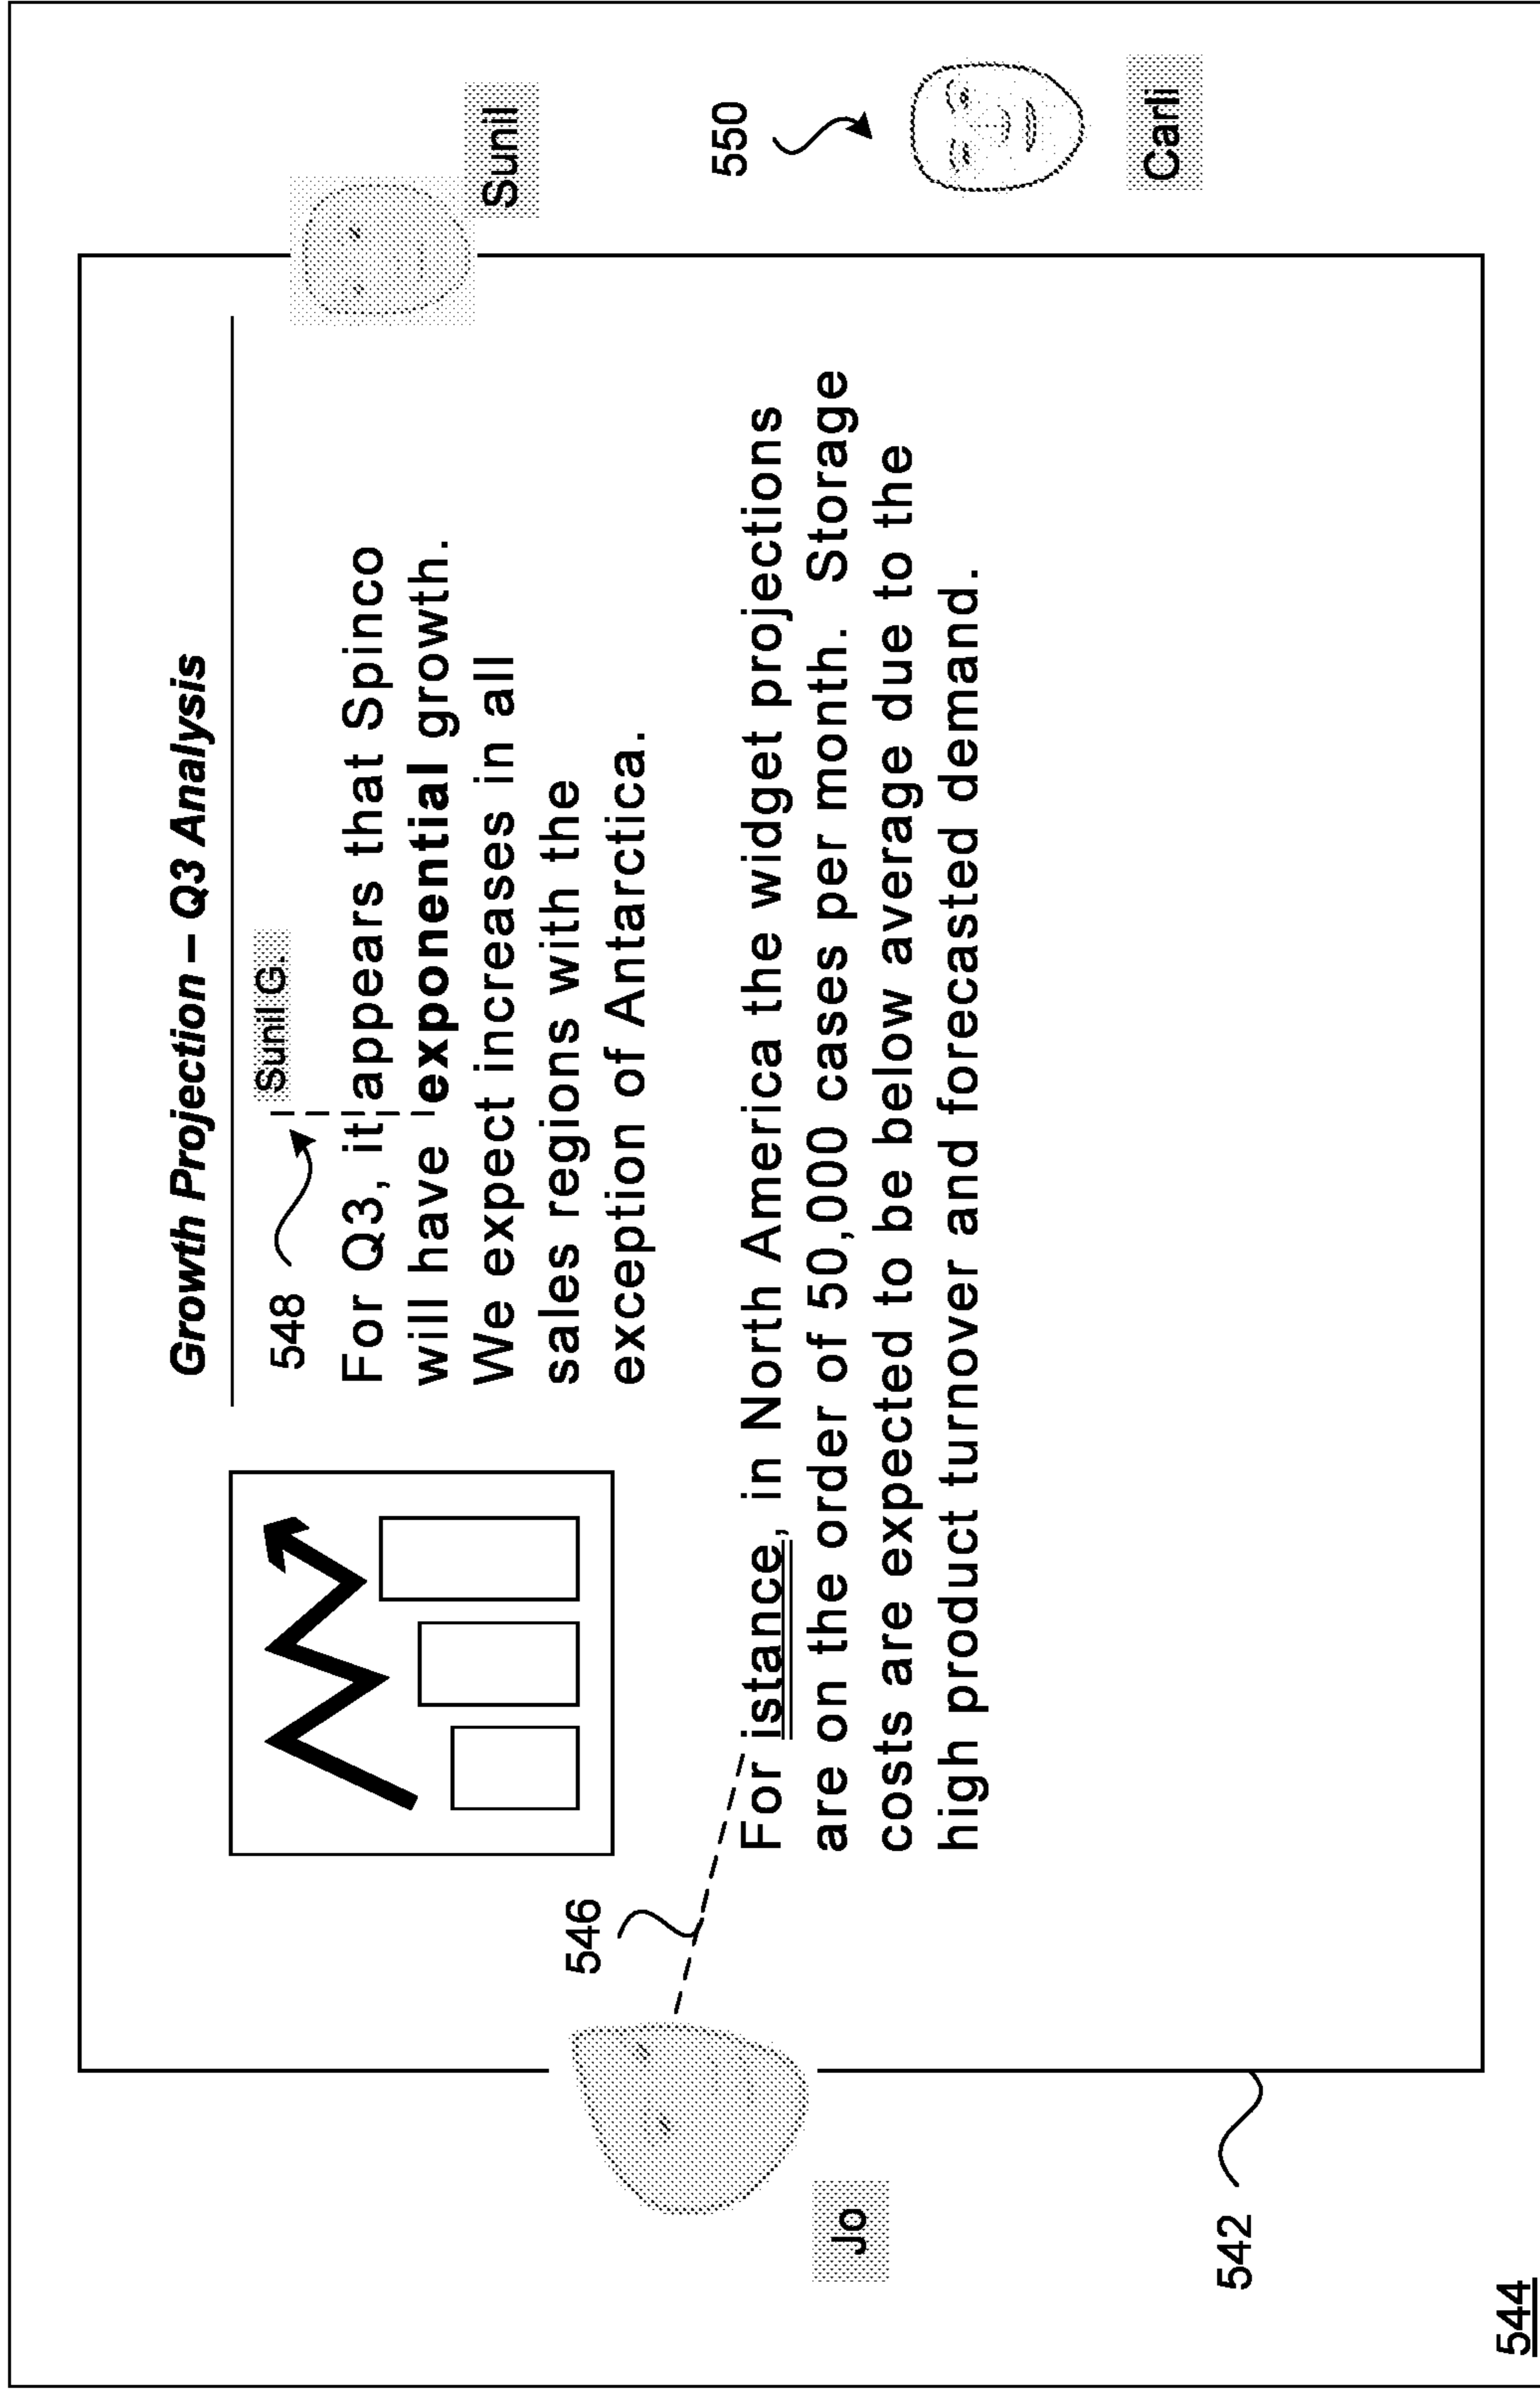 Growth Projection – Q3 Analysis
548
Sunil G.
For Q3, it appears that Spinco
will have exponential growth.
We expect increases in all
sales regions with the
exception of Antarctica.
Sunil
546
For istance, in North America the widget projections
are on the order of 50,000 cases per month. Storage
costs are expected to be below average due to the
high product turnover and forecasted demand.
550
Jo
Carli
542
544